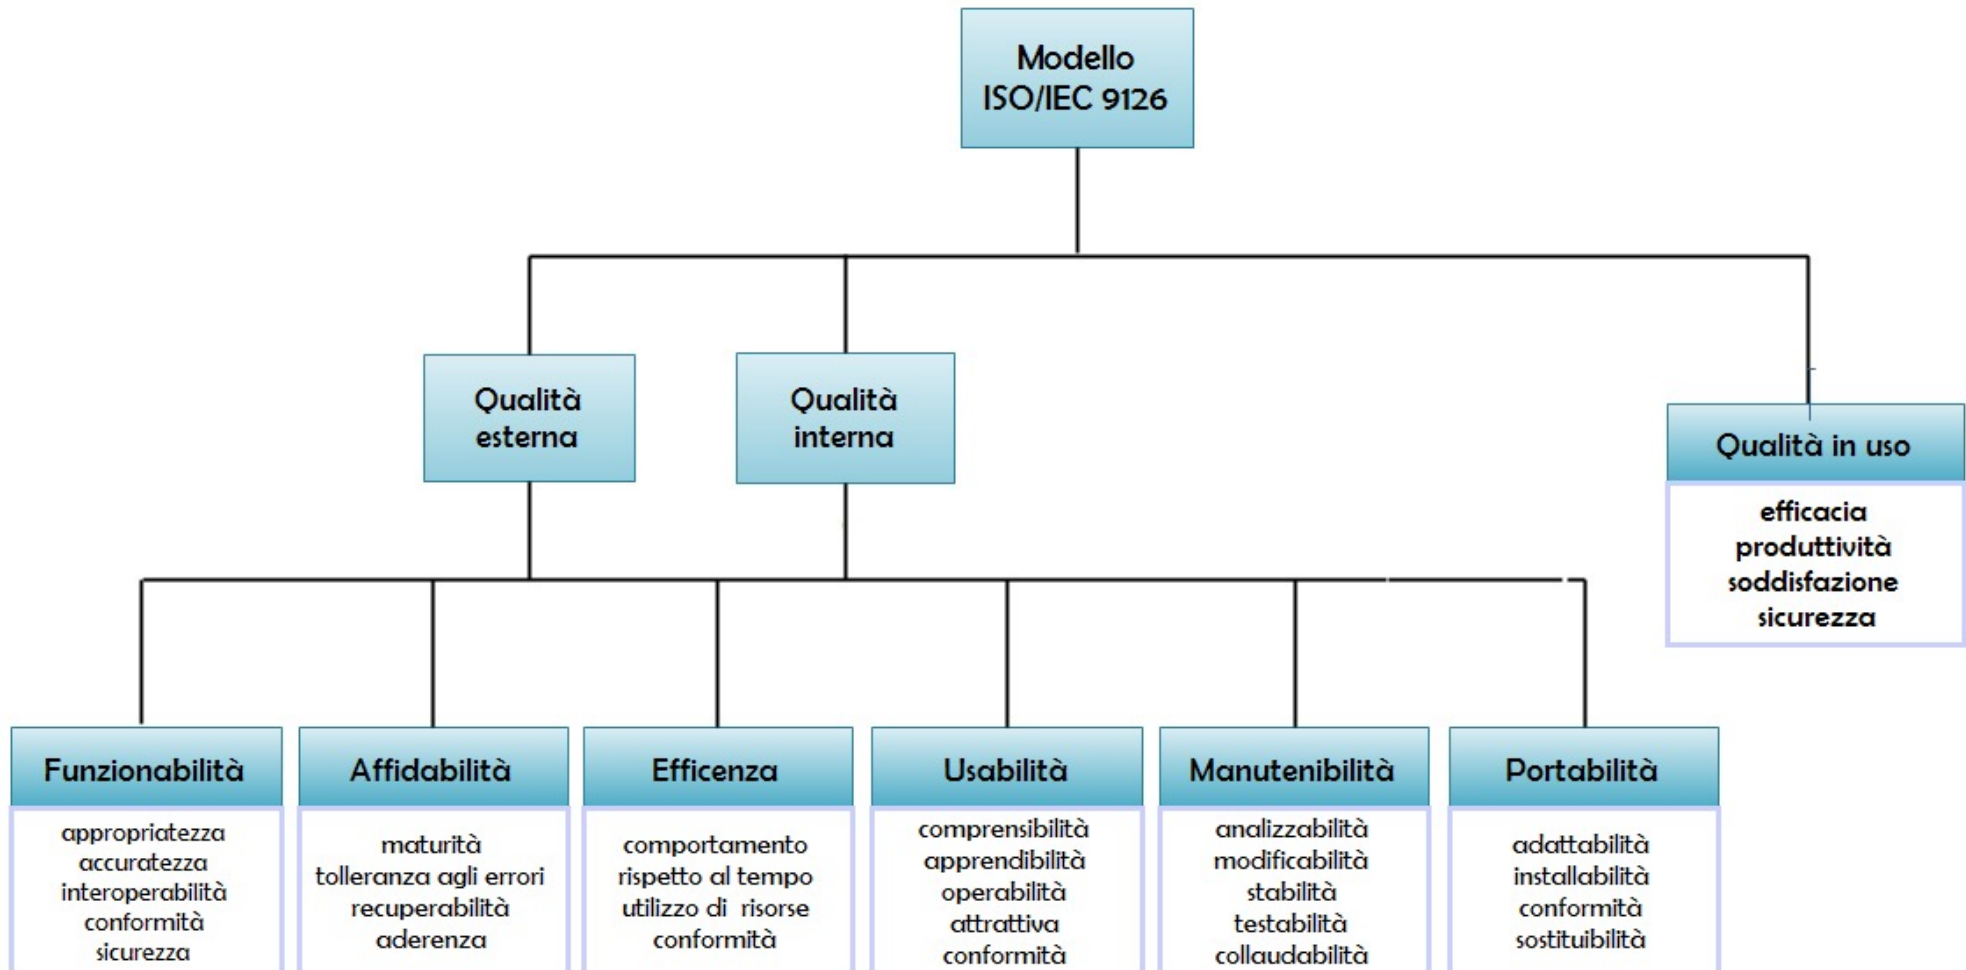 Modello
ISO/IEC 9126
Qualità
esterna
Qualità
interna
Qualità in uso
efficacia
produttività
soddisfazione
sicurezza
Funzionabilità
appropriatezza
accuratezza
interoperabilità
conformità
sicurezza
Affidabilità
maturità
tolleranza agli errori
recuperabilità
aderenza
Efficenza
comportamento
rispetto al tempo
utilizzo di risorse
conformità
Usabilità
comprensibilità
apprendibilità
operabilità
attrattiva
conformità
Manutenibilità
analizzabilità
modificabilità
stabilità
testabilità
collaudabilità
Portabilità
adattabilità
installabilità
conformità
sostituibilità